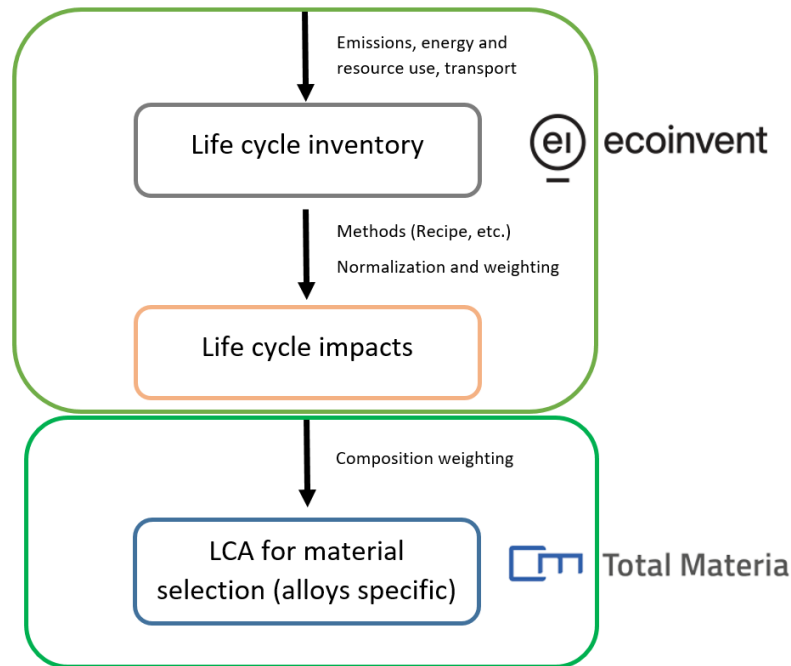 Emissions, energy and
resource use, transport
Life cycle inventory
ei ecoinvent
Methods (Recipe, etc.)
Normalization and weighting
Life cycle impacts
Composition weighting
LCA for material
selection (alloys specific)
Total Materia